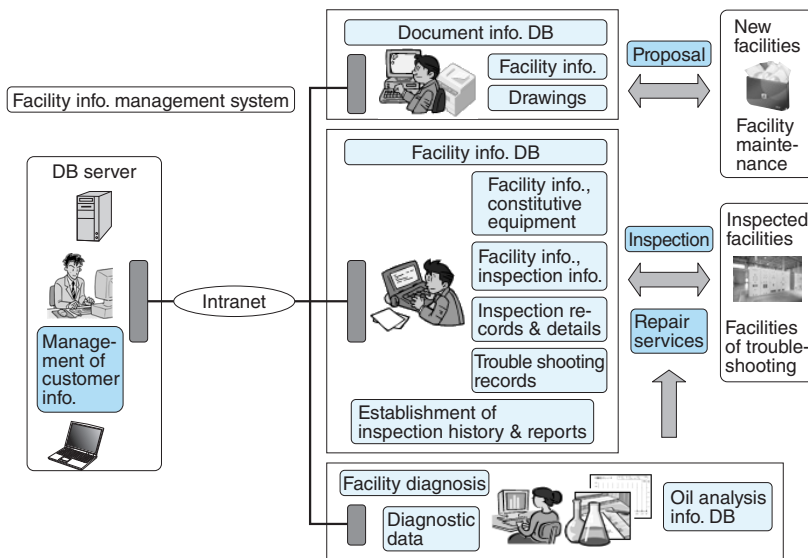 Facility info. management system
DB server
Manage-
ment of
customer
info.
Intranet
Document info. DB
Facility info.
Drawings
Proposal
New
facilities
Facility
mainte-
nance
Facility info. DB
Facility info.,
constitutive
equipment
Facility info.,
inspection info.
Inspection re-
cords & details
Trouble shooting
records
Establishment of
inspection history & reports
Inspection
Repair
services
Inspected
facilities
Facilities
of trouble-
shooting
Facility diagnosis
Diagnostic
data
Oil analysis
info. DB